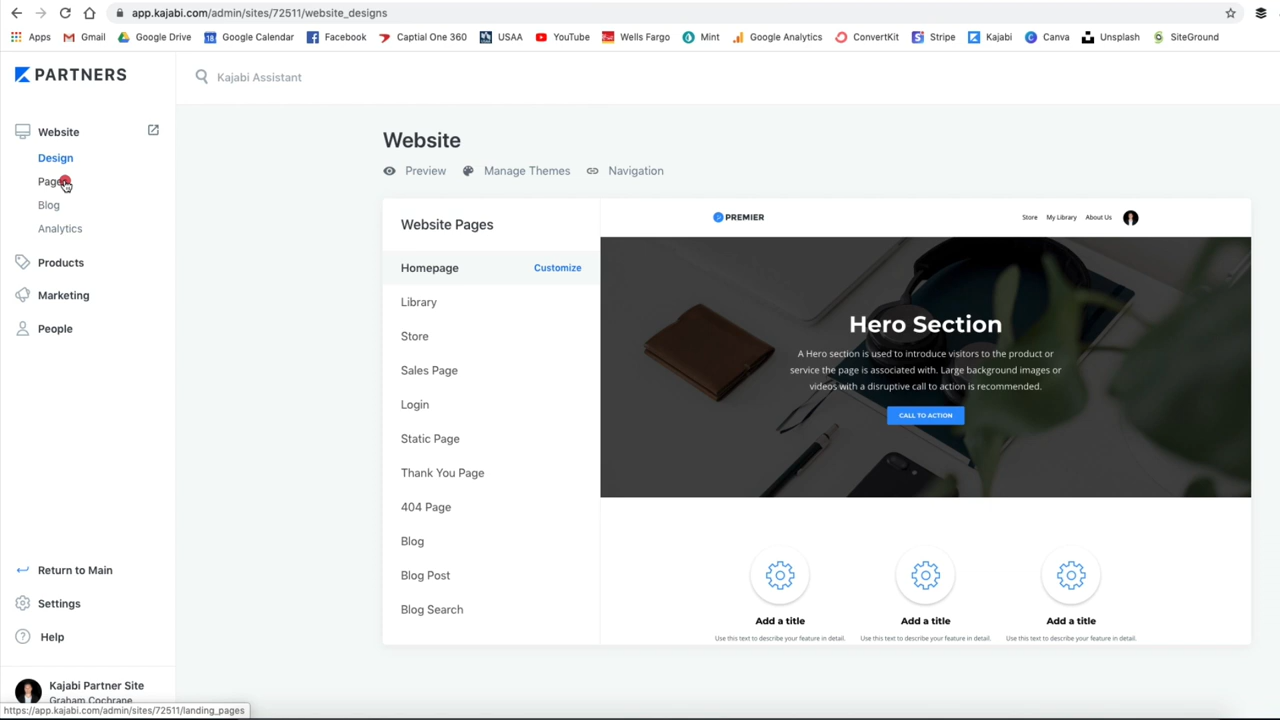 app.kajabi.com/admin/sites/72511/website_designs
Apps Gmail Google Drive Google Calendar Facebook Captial One 360 USAA YouTube Wells Fargo Mint Google Analytics ConvertKit Stripe Kajabi Canva Unsplash SiteGround
PARTNERS
Kajabi Assistant
Website
Design
Pages
Blog
Analytics
Products
Marketing
People
Return to Main
Settings
Help
Kajabi Partner Site
Graham Cochrane
https://app.kajabi.com/admin/sites/72511/landing_pages
Website
Preview Manage Themes Navigation
Website Pages
Homepage Customize
Library
Store
Sales Page
Login
Static Page
Thank You Page
404 Page
Blog
Blog Post
Blog Search
PREMIER
Store My Library About Us
Hero Section
A Hero section is used to introduce visitors to the product or
service the page is associated with. Large background images or
videos with a disruptive call to action is recommended.
CALL TO ACTION
Add a title Add a title Add a title
Use this text to describe your feature in detail. Use this text to describe your feature in detail. Use this text to describe your feature in detail.